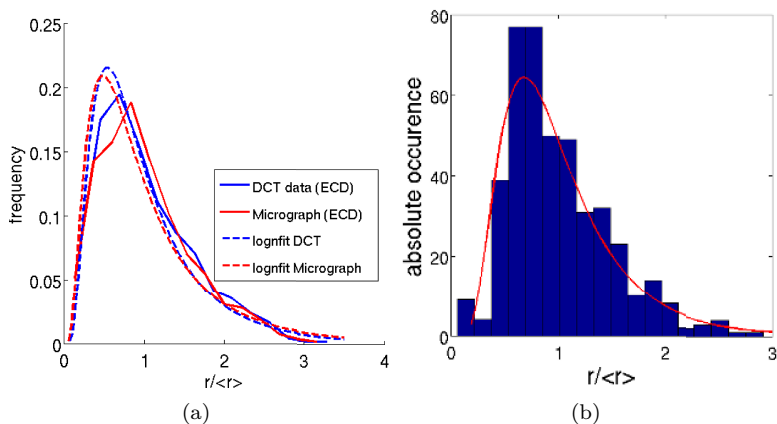 0.25
0.2
0.15
0.1
0.05
0
frequency
DCT data (ECD)
Micrograph (ECD)
lognfit DCT
lognfit Micrograph
0 1 2 3 4
r/<r>
(a)
80
60
40
20
0
absolute occurence
0 1 2 3
r/<r>
(b)